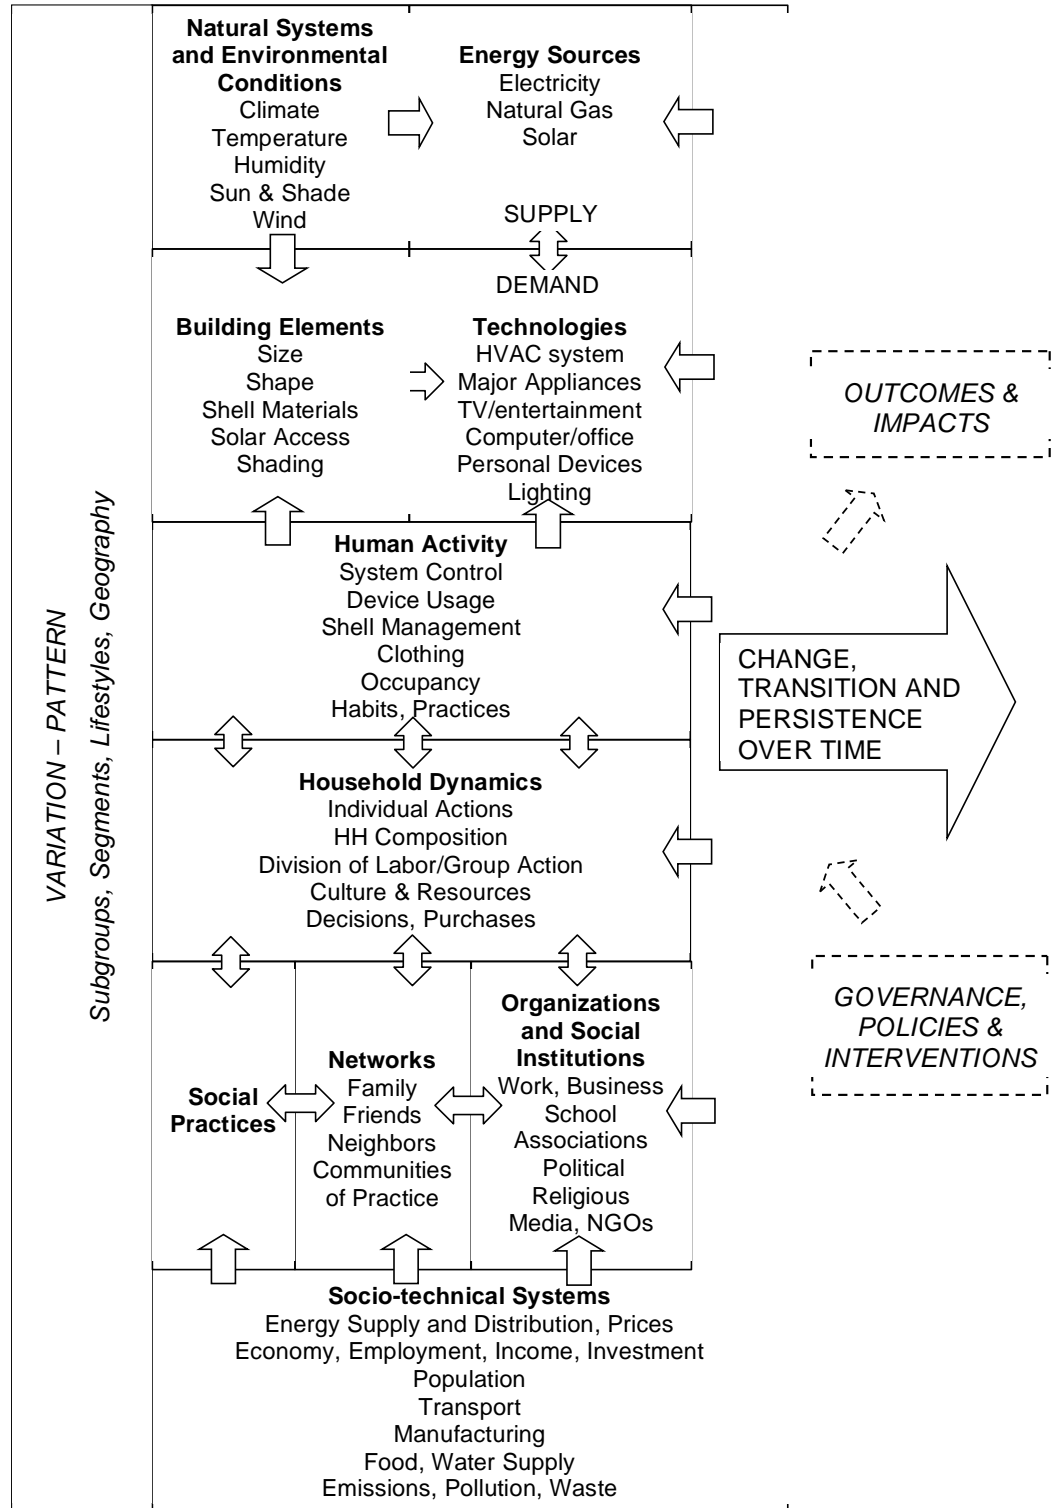 VARIATION – PATTERN
Subgroups, Segments, Lifestyles, Geography
Natural Systems
and Environmental
Conditions
Climate
Temperature
Humidity
Sun & Shade
Wind
Energy Sources
Electricity
Natural Gas
Solar
SUPPLY
DEMAND
Building Elements
Size
Shape
Shell Materials
Solar Access
Shading
Technologies
HVAC system
Major Appliances
TV/entertainment
Computer/office
Personal Devices
Lighting
Human Activity
System Control
Device Usage
Shell Management
Clothing
Occupancy
Habits, Practices
Household Dynamics
Individual Actions
HH Composition
Division of Labor/Group Action
Culture & Resources
Decisions, Purchases
Social
Practices
Networks
Family
Friends
Neighbors
Communities
of Practice
Organizations
and Social
Institutions
Work, Business
School
Associations
Political
Religious
Media, NGOs
Socio-technical Systems
Energy Supply and Distribution, Prices
Economy, Employment, Income, Investment
Population
Transport
Manufacturing
Food, Water Supply
Emissions, Pollution, Waste
OUTCOMES &
IMPACTS
CHANGE,
TRANSITION AND
PERSISTENCE
OVER TIME
GOVERNANCE,
POLICIES &
INTERVENTIONS